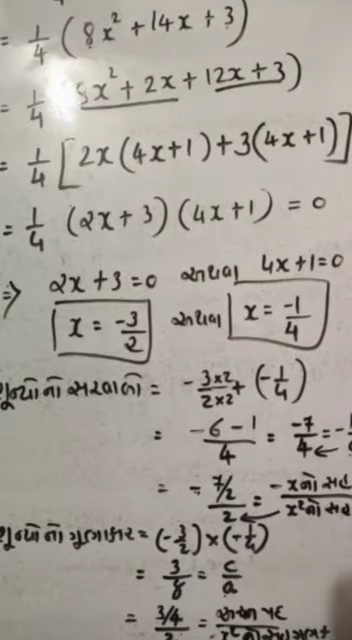 = 1/4 (8x² + 14x + 3)
= 1/4 8x² + 2x + 12x + 3)
= 1/4 [2x(4x+1) + 3(4x+1)]
= 1/4 (2x+3) (4x+1) = 0
⇒ 2x+3=0 અથવા 4x+1=0
x = -3/2 અથવા x = -1/4
શૂન્યોનો સરવાળો = - 3×2/2×2 + (-1/4)
= -6-1/4 = -7/4 = -
= - 7/2/2 = -xનો સહ/x²નો સહ
શૂન્યોનો ગુણાકાર = (-3/2) × (-1/4)
= 3/8 = c/a
= 3/4/2 = અચળ પદ